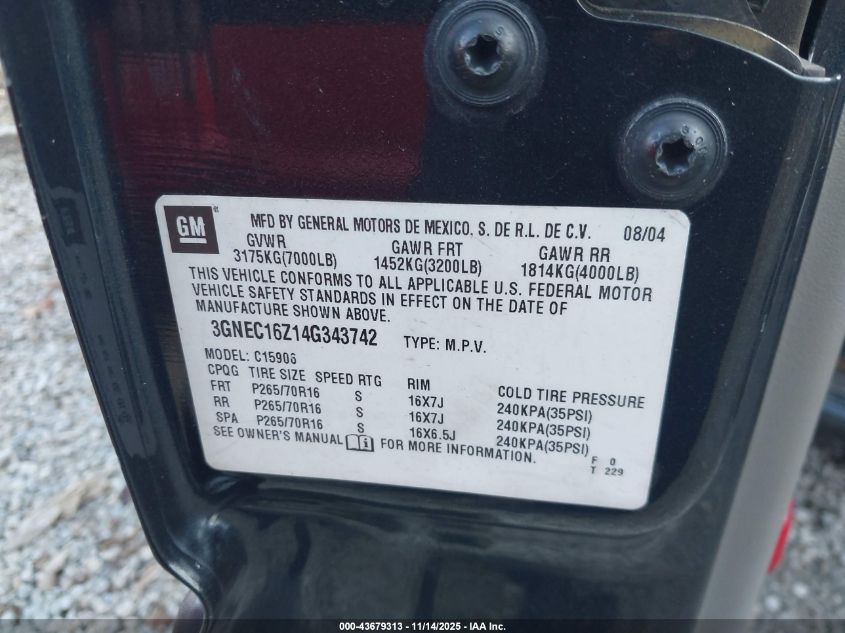 GM
MFD BY GENERAL MOTORS DE MEXICO, S. DE R.L. DE C.V. 08/04
GVWR GAWR FRT GAWR RR
3175KG(7000LB) 1452KG(3200LB) 1814KG(4000LB)
THIS VEHICLE CONFORMS TO ALL APPLICABLE U.S. FEDERAL MOTOR
VEHICLE SAFETY STANDARDS IN EFFECT ON THE DATE OF
MANUFACTURE SHOWN ABOVE.
3GNEC16Z14G343742 TYPE: M.P.V.
MODEL: C15906
CPQG TIRE SIZE SPEED RTG RIM COLD TIRE PRESSURE
FRT P265/70R16 S 16X7J 240KPA(35PSI)
RR P265/70R16 S 16X7J 240KPA(35PSI)
SPA P265/70R16 S 16X6.5J 240KPA(35PSI)
SEE OWNER'S MANUAL FOR MORE INFORMATION.
F 0
T 229
000-43679313 - 11/14/2025 - IAA Inc.